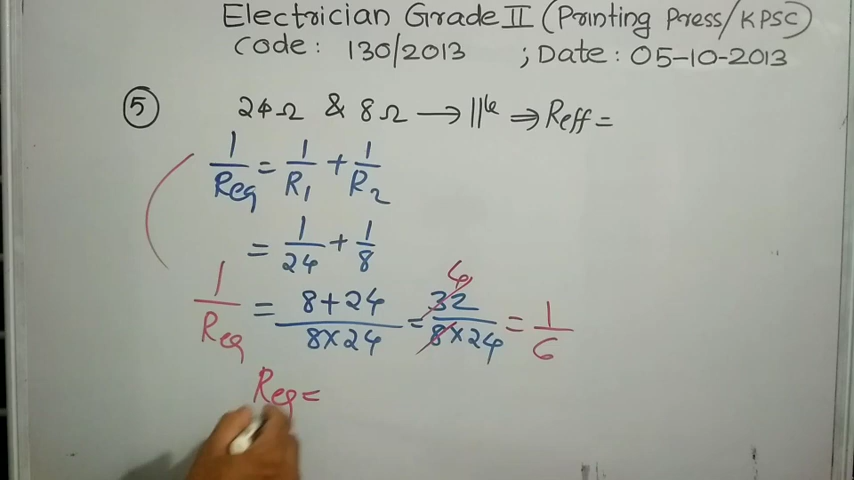 Electrician Grade II (Printing Press/KPSC)
Code: 130/2013 ; Date: 05-10-2013
5 24Ω & 8Ω → ||le ⇒ Reff =
1/Req = 1/R1 + 1/R2
= 1/24 + 1/8
1/Req = 8+24/8×24 = 32/8×24 = 1/6
4
Req =